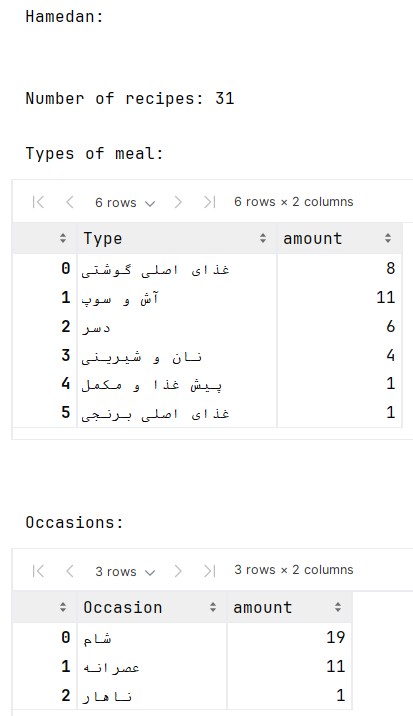 Hamedan:
Number of recipes: 31
Types of meal:
6 rows 6 rows × 2 columns
Type amount
0 غذای اصلی گوشتی 8
1 آش و سوپ 11
2 دسر 6
3 نان و شیرینی 4
4 پیش غذا و مکمل 1
5 غذای اصلی برنجی 1
Occasions:
3 rows 3 rows × 2 columns
Occasion amount
0 شام 19
1 عصرانه 11
2 ناهار 1